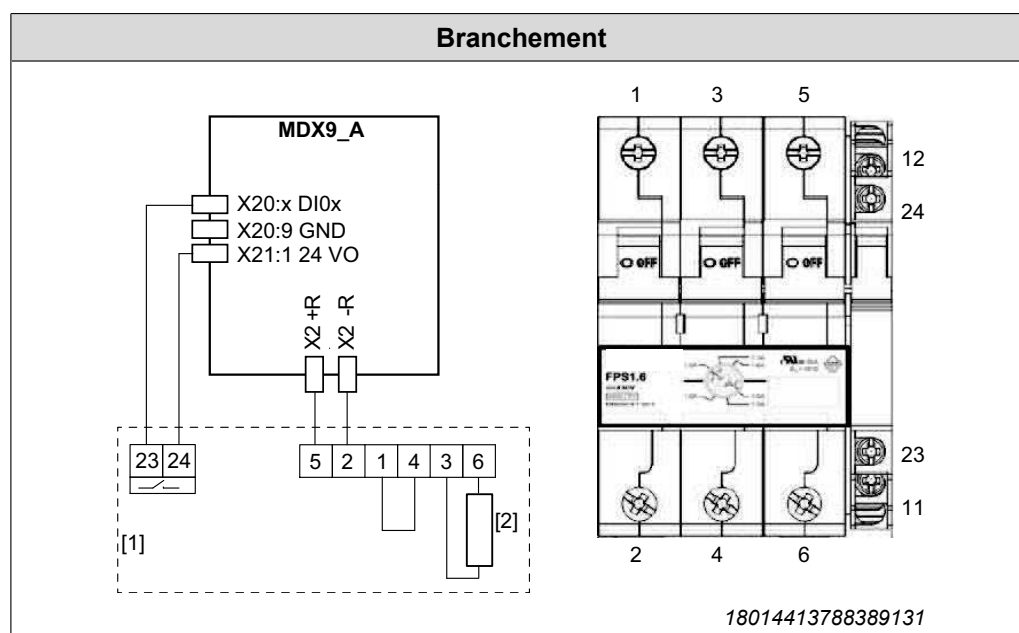 Branchement
MDX9_A
X20:x DI0x
X20:9 GND
X21:1 24 VO
X2 +R
X2 -R
23 24
5 2 1 4 3 6
[2]
[1]
1 3 5
12
24
OFF OFF OFF
FPS1.6
23
11
2 4 6
18014413788389131